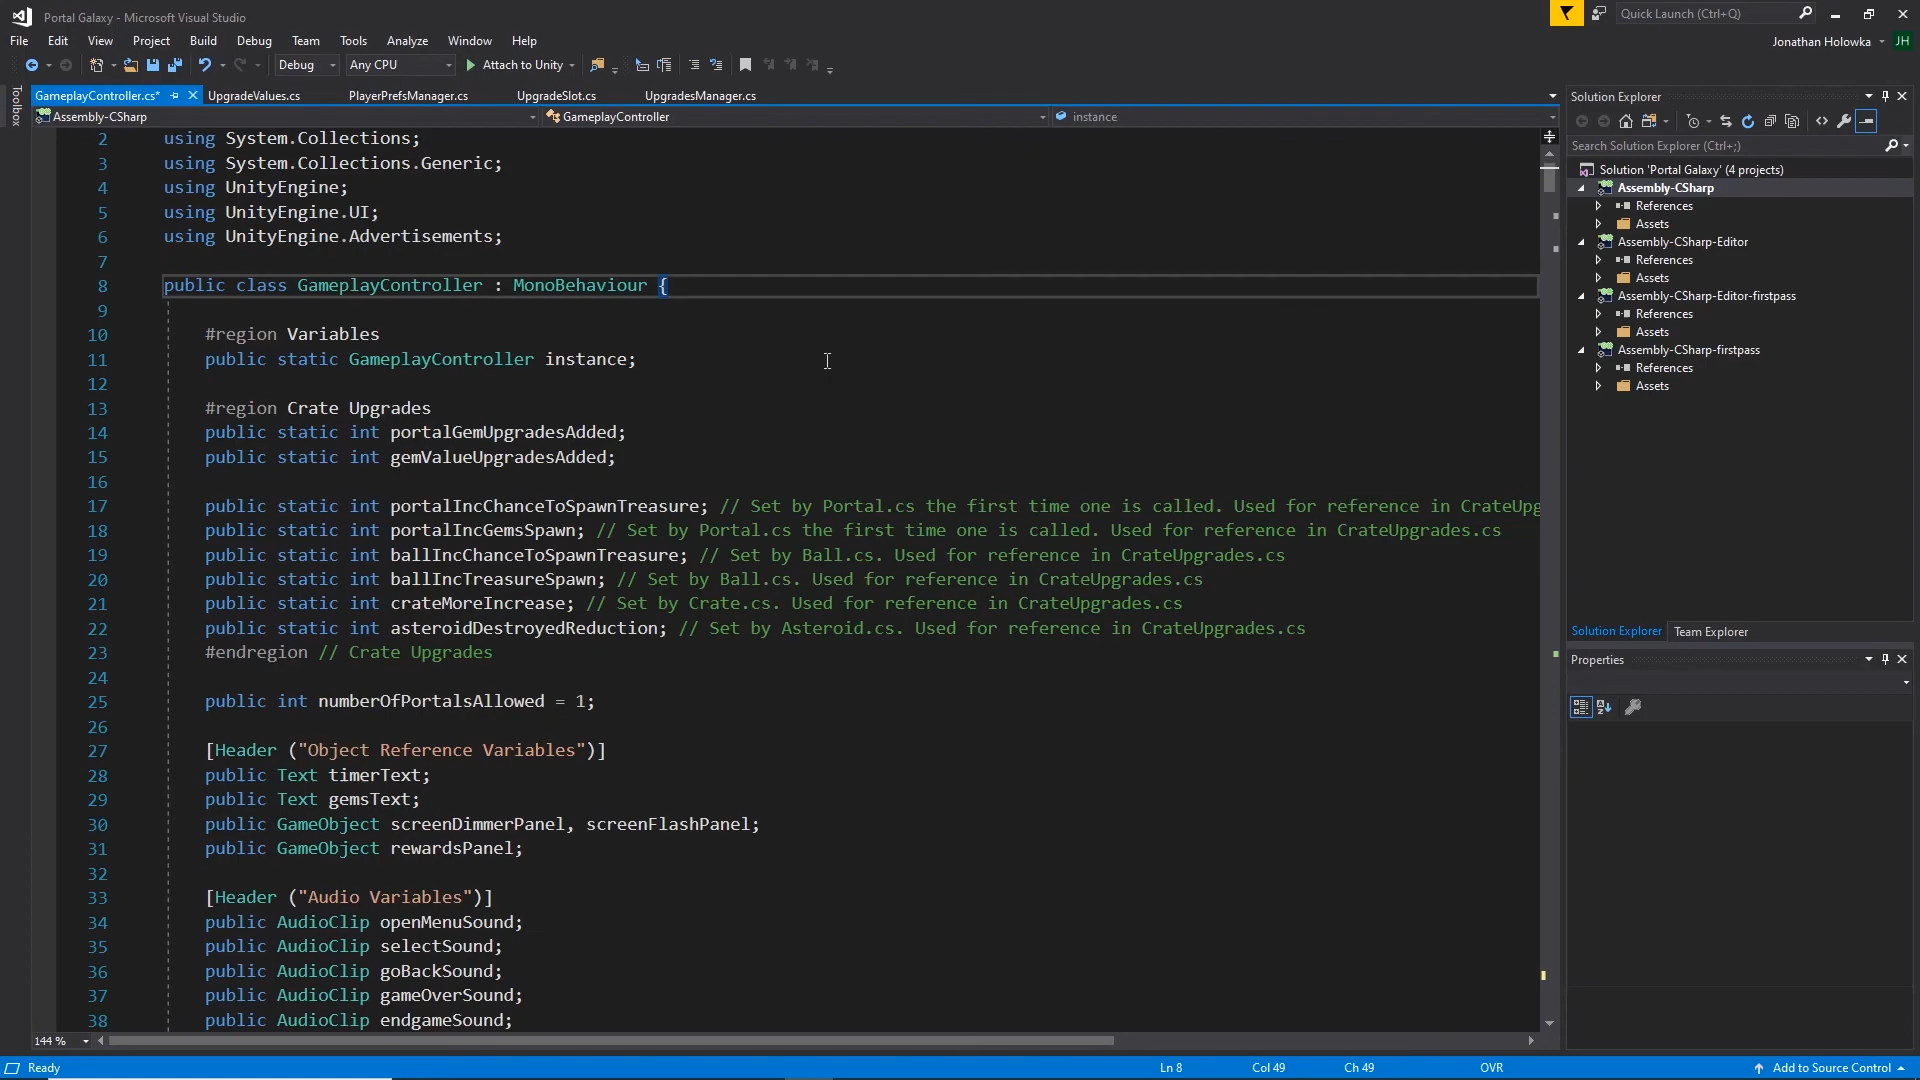 Portal Galaxy - Microsoft Visual Studio
Quick Launch (Ctrl+Q)
File Edit View Project Build Debug Team Tools Analyze Window Help
Jonathan Holowka JH
Debug Any CPU Attach to Unity
Toolbox
GameplayController.cs* UpgradeValues.cs PlayerPrefsManager.cs UpgradeSlot.cs UpgradesManager.cs
Assembly-CSharp GameplayController instance
2 using System.Collections;
3 using System.Collections.Generic;
4 using UnityEngine;
5 using UnityEngine.UI;
6 using UnityEngine.Advertisements;
7
8 public class GameplayController : MonoBehaviour {
9
10 #region Variables
11 public static GameplayController instance;
12
13 #region Crate Upgrades
14 public static int portalGemUpgradesAdded;
15 public static int gemValueUpgradesAdded;
16
17 public static int portalIncChanceToSpawnTreasure; // Set by Portal.cs the first time one is called. Used for reference in CrateUpg
18 public static int portalIncGemsSpawn; // Set by Portal.cs the first time one is called. Used for reference in CrateUpgrades.cs
19 public static int ballIncChanceToSpawnTreasure; // Set by Ball.cs. Used for reference in CrateUpgrades.cs
20 public static int ballIncTreasureSpawn; // Set by Ball.cs. Used for reference in CrateUpgrades.cs
21 public static int crateMoreIncrease; // Set by Crate.cs. Used for reference in CrateUpgrades.cs
22 public static int asteroidDestroyedReduction; // Set by Asteroid.cs. Used for reference in CrateUpgrades.cs
23 #endregion // Crate Upgrades
24
25 public int numberOfPortalsAllowed = 1;
26
27 [Header ("Object Reference Variables")]
28 public Text timerText;
29 public Text gemsText;
30 public GameObject screenDimmerPanel, screenFlashPanel;
31 public GameObject rewardsPanel;
32
33 [Header ("Audio Variables")]
34 public AudioClip openMenuSound;
35 public AudioClip selectSound;
36 public AudioClip goBackSound;
37 public AudioClip gameOverSound;
38 public AudioClip endgameSound;
144 %
Solution Explorer
Search Solution Explorer (Ctrl+;)
Solution 'Portal Galaxy' (4 projects)
Assembly-CSharp
References
Assets
Assembly-CSharp-Editor
References
Assets
Assembly-CSharp-Editor-firstpass
References
Assets
Assembly-CSharp-firstpass
References
Assets
Solution Explorer Team Explorer
Properties
Ready Ln 8 Col 49 Ch 49 OVR Add to Source Control